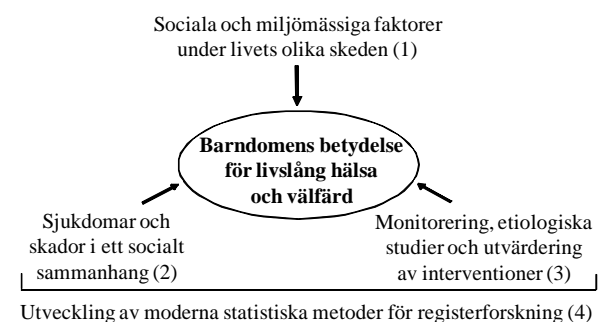 Sociala och miljömässiga faktorer
under livets olika skeden (1)
Barndomens betydelse
för livslång hälsa
och välfärd
Sjukdomar och
skador i ett socialt
sammanhang (2)
Monitorering, etiologiska
studier och utvärdering
av interventioner (3)
Utveckling av moderna statistiska metoder för registerforskning (4)